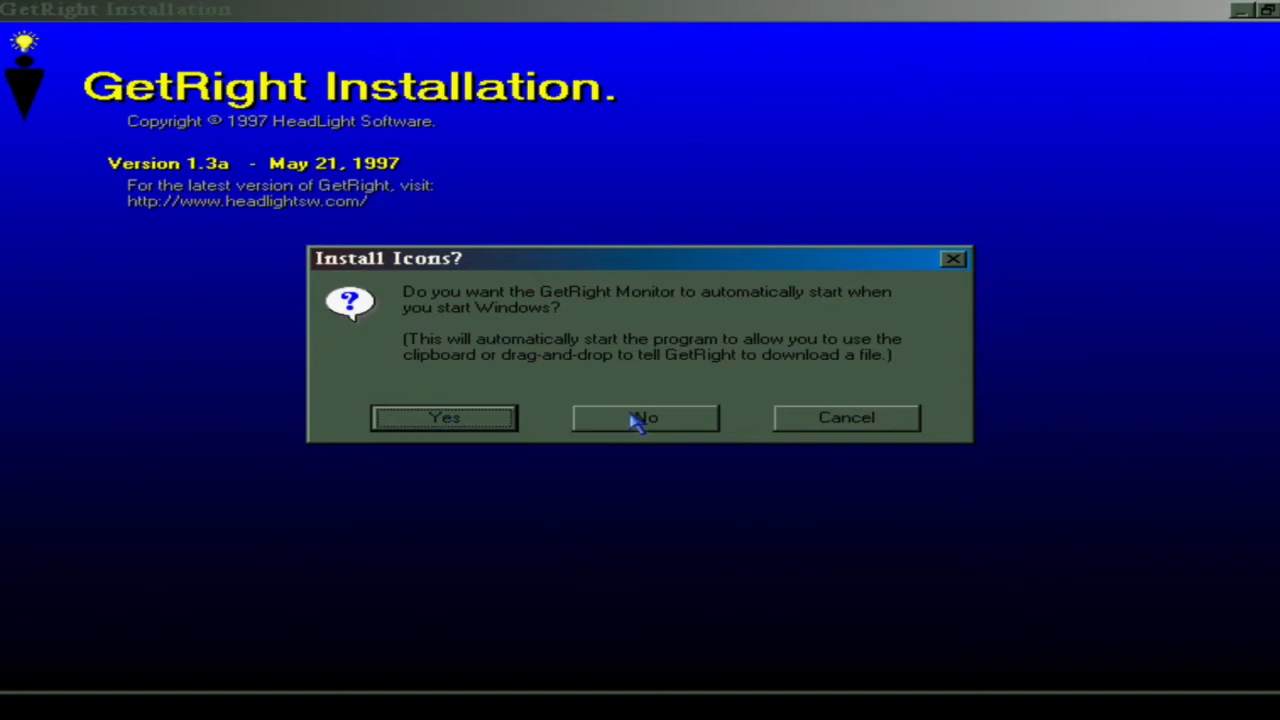 GetRight Installation
GetRight Installation.
Copyright © 1997 HeadLight Software.
Version 1.3a - May 21, 1997
For the latest version of GetRight, visit:
http://www.headlightsw.com/
Install Icons?
Do you want the GetRight Monitor to automatically start when
you start Windows?
(This will automatically start the program to allow you to use the
clipboard or drag-and-drop to tell GetRight to download a file.)
Yes No Cancel